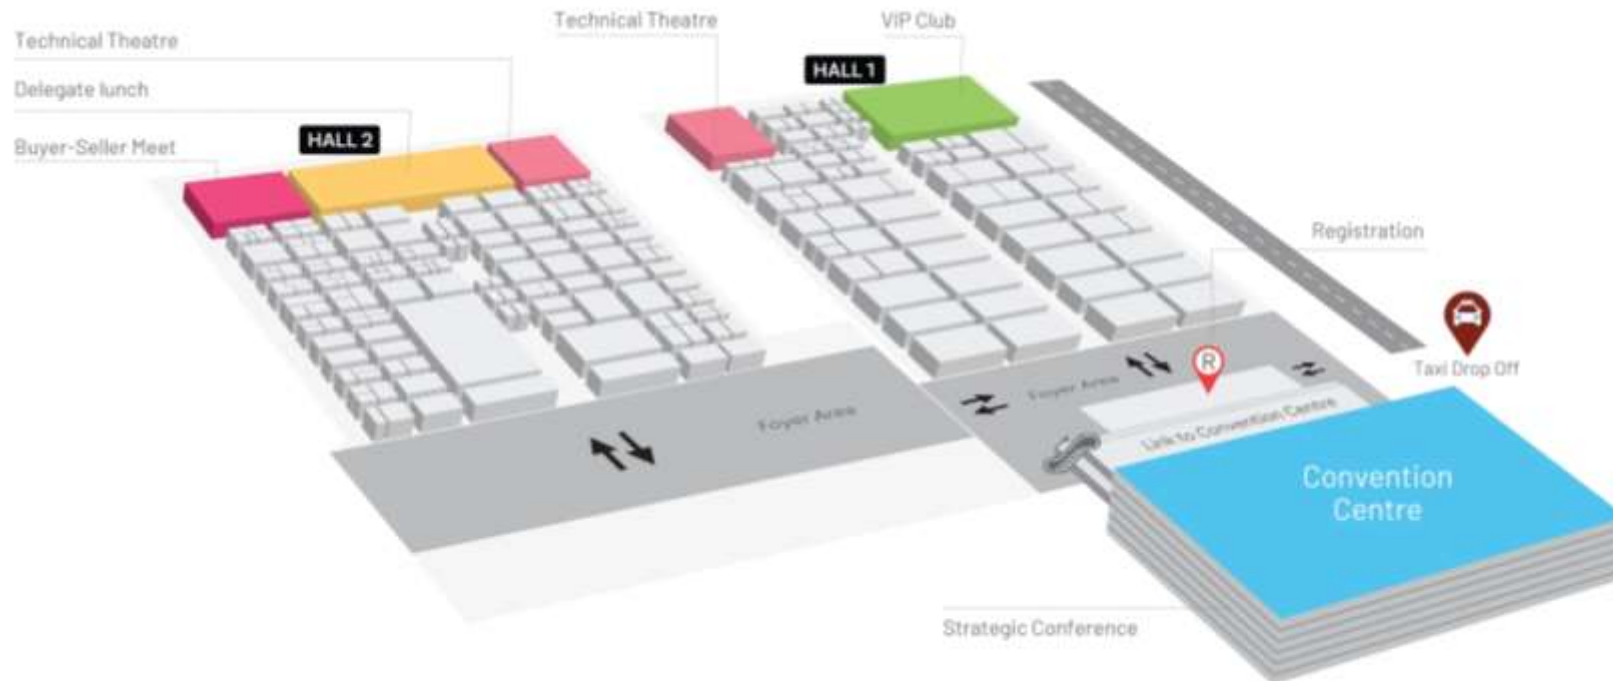 Technical Theatre
VIP Club
Technical Theatre
HALL 1
Delegate lunch
HALL 2
Buyer-Seller Meet
Registration
R
Taxi Drop Off
Foyer Area
Foyer Area
Link to Convention Centre
Convention
Centre
Strategic Conference